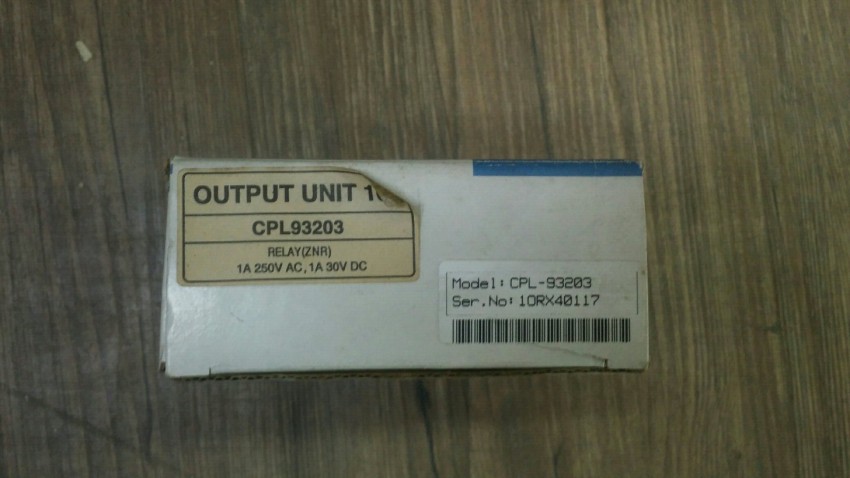 OUTPUT UNIT
CPL93203
RELAY(ZNR)
1A 250V AC, 1A 30V DC
Model: CPL-93203
Ser.No: 10RX40117